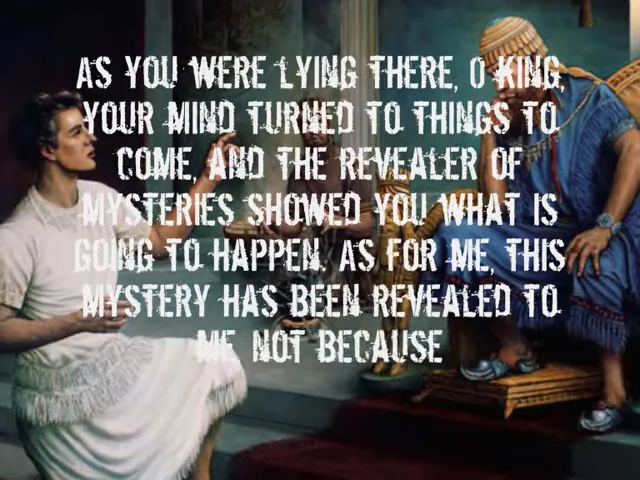 AS YOU WERE LYING THERE, O KING,
YOUR MIND TURNED TO THINGS TO
COME, AND THE REVEALER OF
MYSTERIES SHOWED YOU WHAT IS
GOING TO HAPPEN. AS FOR ME, THIS
MYSTERY HAS BEEN REVEALED TO
ME, NOT BECAUSE